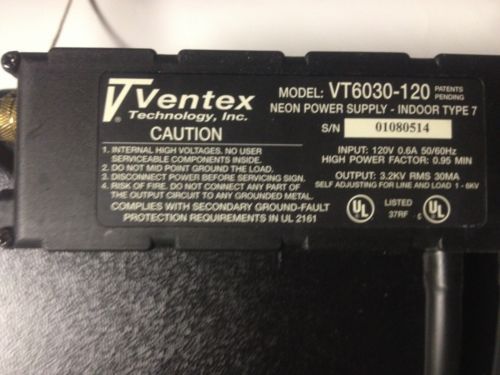 Ventex
Technology, Inc.
CAUTION
1. INTERNAL HIGH VOLTAGES. NO USER
SERVICEABLE COMPONENTS INSIDE.
2. DO NOT MID POINT GROUND THE LOAD.
3. DISCONNECT POWER BEFORE SERVICING SIGN.
4. RISK OF FIRE. DO NOT CONNECT ANY PART OF
THE OUTPUT CIRCUIT TO ANY GROUNDED METAL.
COMPLIES WITH SECONDARY GROUND-FAULT
PROTECTION REQUIREMENTS IN UL 2161
MODEL: VT6030-120 PATENTS PENDING
NEON POWER SUPPLY - INDOOR TYPE 7
S/N 01080514
INPUT: 120V 0.6A 50/60Hz
HIGH POWER FACTOR: 0.95 MIN
OUTPUT: 3.2KV RMS 30MA
SELF ADJUSTING FOR LINE AND LOAD 1 - 6KV
UL LISTED 37RF c UL